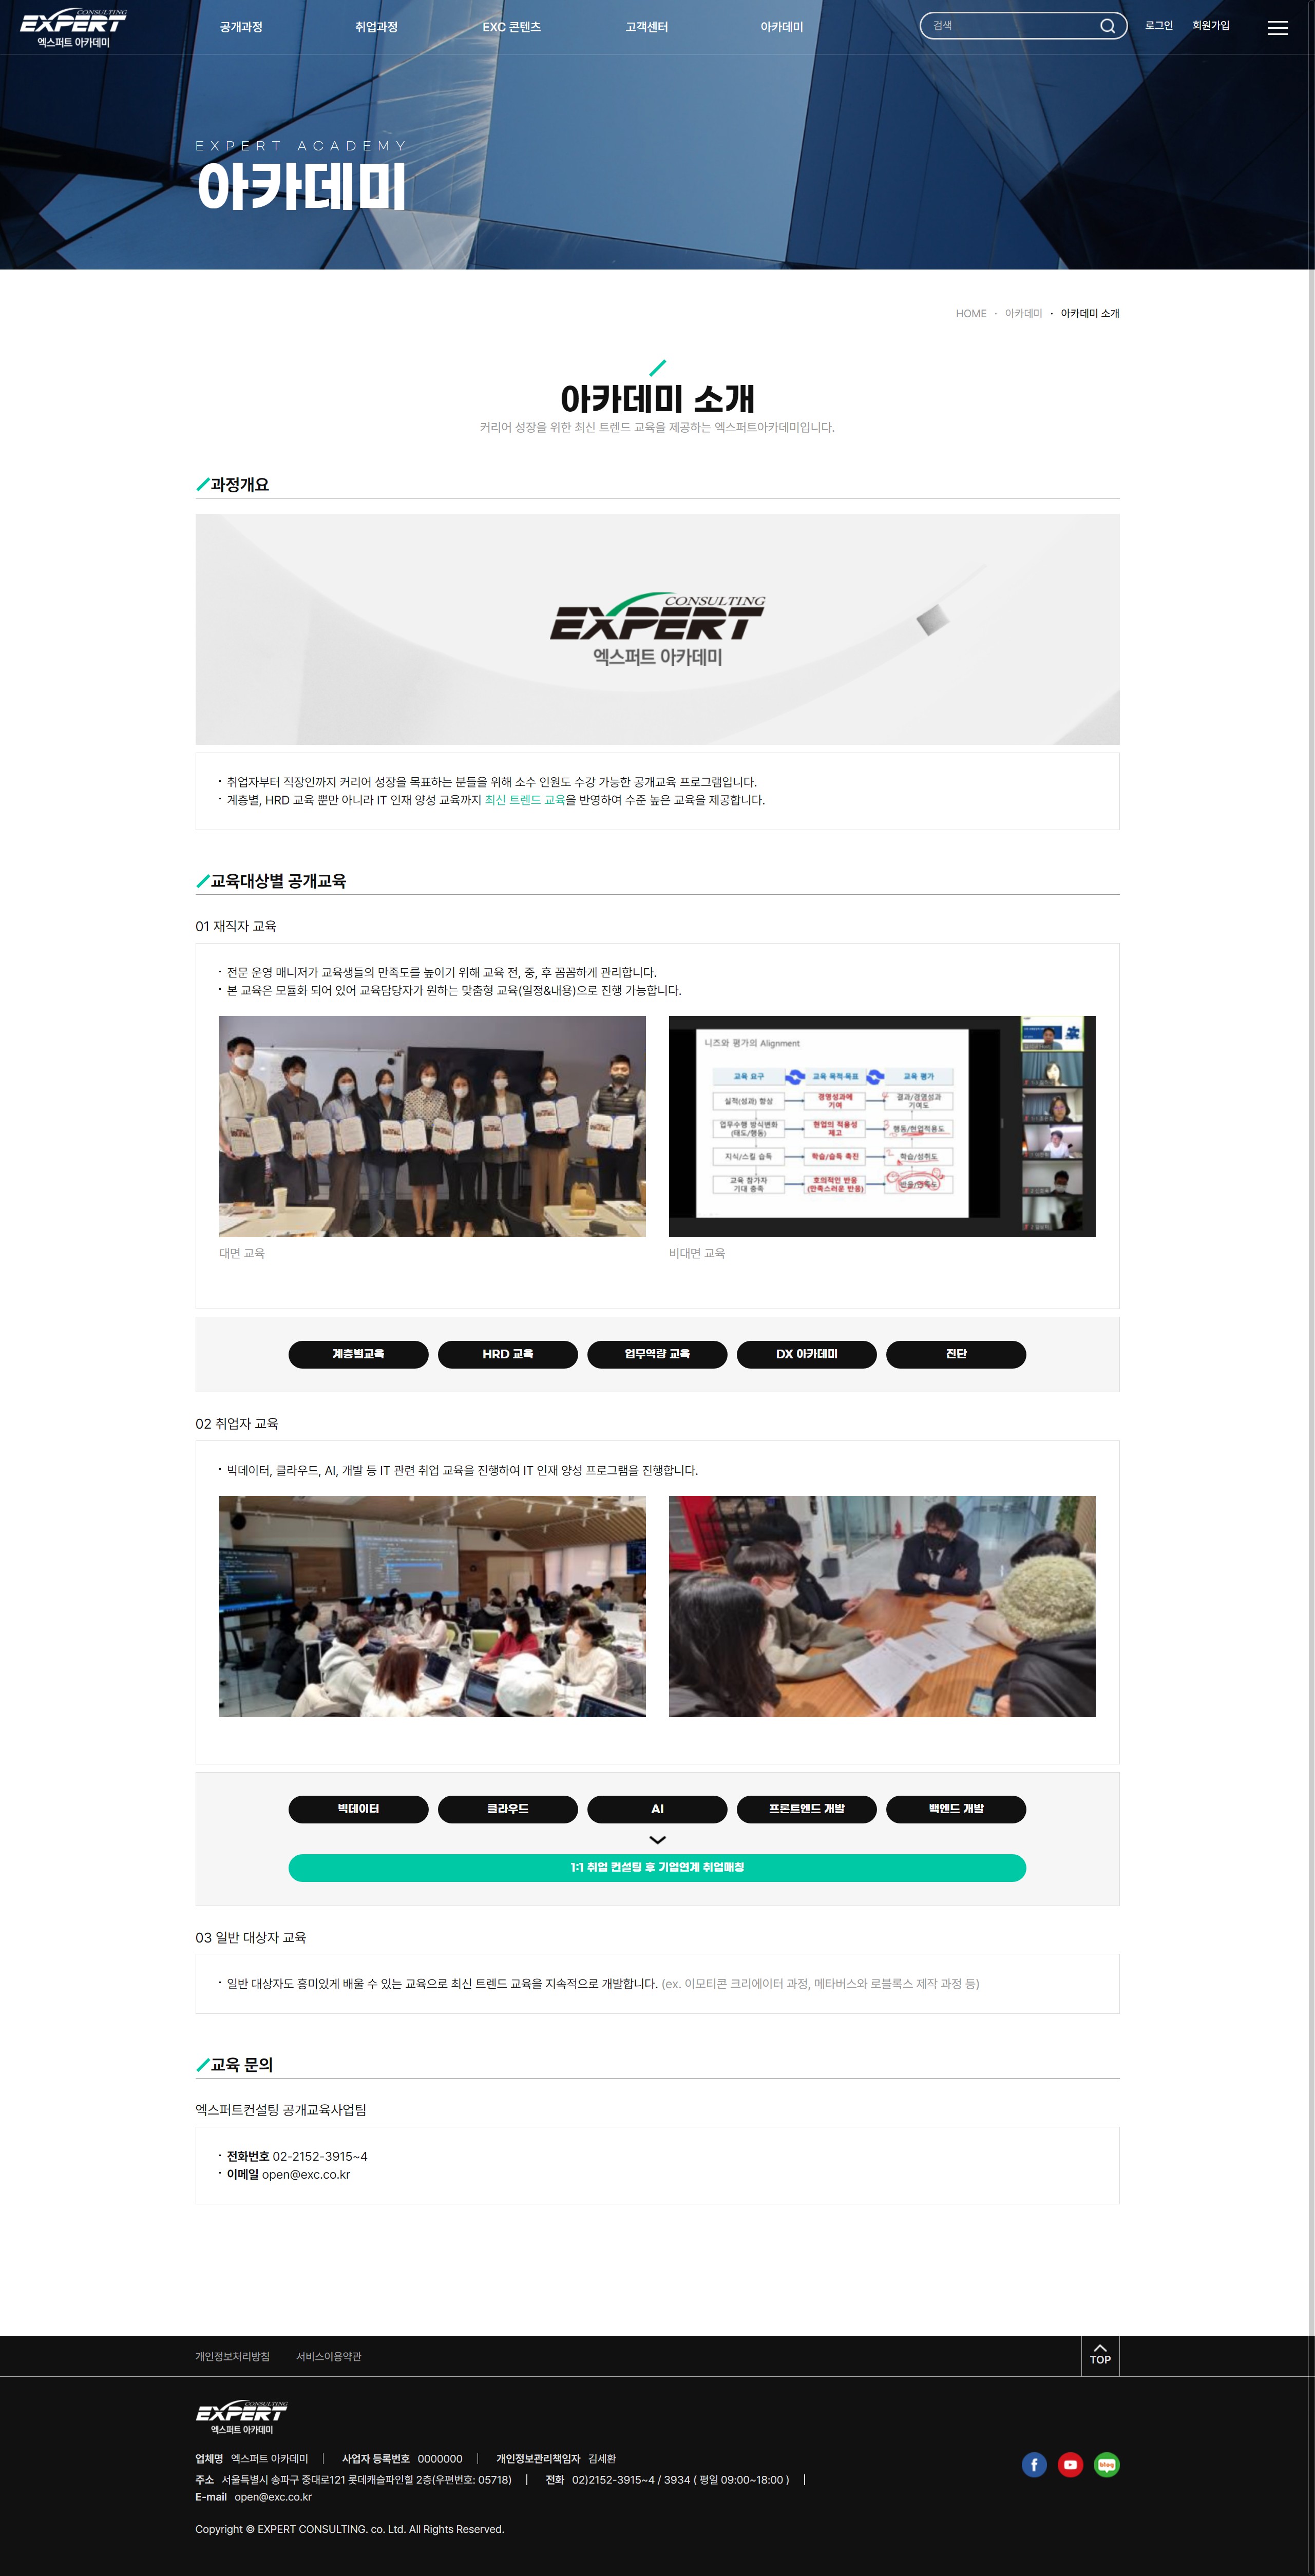 CONSULTING
EXPERT
엑스퍼트 아카데미
공개과정
취업과정
EXC 콘텐츠
고객센터
아카데미
검색
로그인
회원가입
EXPERT ACADEMY
아카데미
HOME · 아카데미 · 아카데미 소개
아카데미 소개
커리어 성장을 위한 최신 트렌드 교육을 제공하는 엑스퍼트아카데미입니다.
과정개요
CONSULTING
EXPERT
엑스퍼트 아카데미
· 취업자부터 직장인까지 커리어 성장을 목표하는 분들을 위해 소수 인원도 수강 가능한 공개교육 프로그램입니다.
· 계층별, HRD 교육 뿐만 아니라 IT 인재 양성 교육까지 최신 트렌드 교육을 반영하여 수준 높은 교육을 제공합니다.
교육대상별 공개교육
01 재직자 교육
· 전문 운영 매니저가 교육생들의 만족도를 높이기 위해 교육 전, 중, 후 꼼꼼하게 관리합니다.
· 본 교육은 모듈화 되어 있어 교육담당자가 원하는 맞춤형 교육(일정&내용)으로 진행 가능합니다.
니즈와 평가의 Alignment
교육 요구
교육 목적·목표
교육 평가
실적(성과) 향상
경영성과에
기여
결과/경영성과
기여도
업무수행 방식변화
(태도/행동)
현업의 적용성
제고
행동/현업적용도
지식/스킬 습득
학습/습득 촉진
학습/성취도
교육 참가자
기대 충족
호의적인 반응
(만족스러운 반응)
반응/만족도
대면 교육
비대면 교육
계층별교육
HRD 교육
업무역량 교육
DX 아카데미
진단
02 취업자 교육
· 빅데이터, 클라우드, AI, 개발 등 IT 관련 취업 교육을 진행하여 IT 인재 양성 프로그램을 진행합니다.
빅데이터
클라우드
AI
프론트엔드 개발
백엔드 개발
1:1 취업 컨설팅 후 기업연계 취업매칭
03 일반 대상자 교육
· 일반 대상자도 흥미있게 배울 수 있는 교육으로 최신 트렌드 교육을 지속적으로 개발합니다. (ex. 이모티콘 크리에이터 과정, 메타버스와 로블록스 제작 과정 등)
교육 문의
엑스퍼트컨설팅 공개교육사업팀
· 전화번호 02-2152-3915~4
· 이메일 open@exc.co.kr
개인정보처리방침
서비스이용약관
TOP
CONSULTING
EXPERT
엑스퍼트 아카데미
업체명 엑스퍼트 아카데미 | 사업자 등록번호 0000000 | 개인정보관리책임자 김세환
주소 서울특별시 송파구 중대로121 롯데캐슬파인힐 2층(우편번호: 05718) | 전화 02)2152-3915~4 / 3934 ( 평일 09:00~18:00 ) |
E-mail open@exc.co.kr
f
blog
Copyright © EXPERT CONSULTING. co. Ltd. All Rights Reserved.